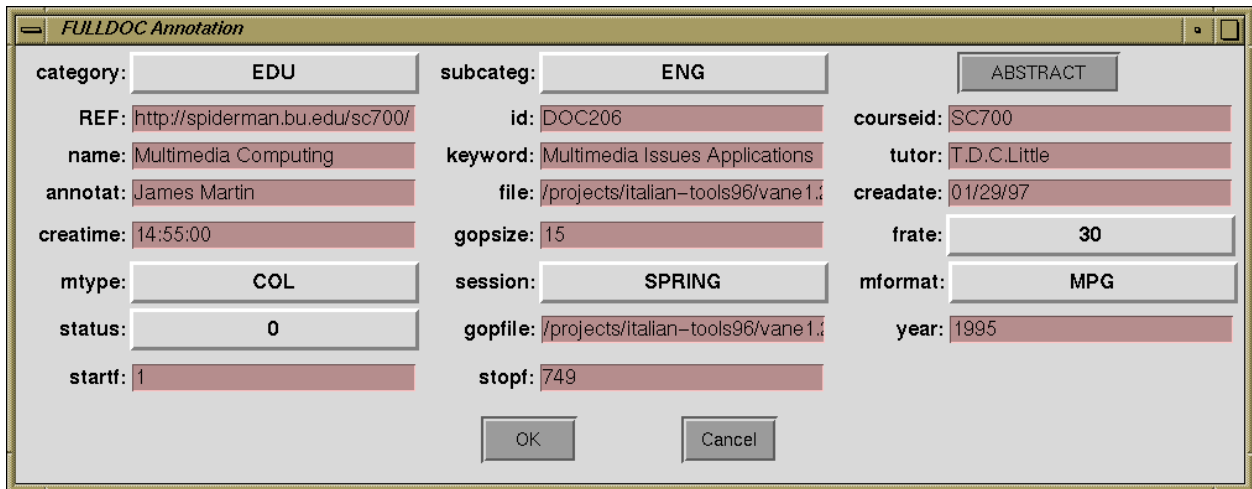 FULLDOC Annotation
category: EDU subcateg: ENG ABSTRACT
REF: http://spiderman.bu.edu/sc700/ id: DOC206 courseid: SC700
name: Multimedia Computing keyword: Multimedia Issues Applications tutor: T.D.C.Little
annotat: James Martin file: /projects/italian-tools96/vane1. creadate: 01/29/97
creatime: 14:55:00 gopsize: 15 frate: 30
mtype: COL session: SPRING mformat: MPG
status: 0 gopfile: /projects/italian-tools96/vane1. year: 1995
startf: 1 stopf: 749
OK Cancel